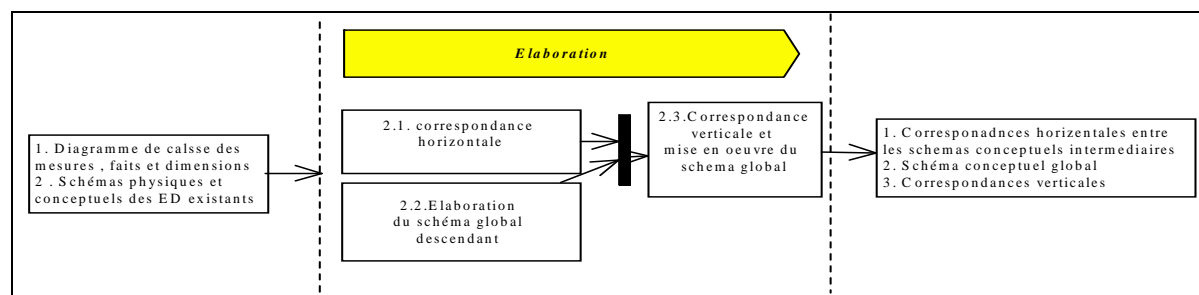 Elaboration
1. Diagramme de calsse des
mesures , faits et dimensions
2 . Schémas physiques et
conceptuels des ED existants
2.1. correspondance
horizontale
2.2.Elaboration
du schéma global
descendant
2.3.Correspondance
verticale et
mise en oeuvre du
schema global
1. Corresponadnces horizentales entre
les schemas conceptuels intermediaires
2. Schéma conceptuel global
3. Correspondances verticales